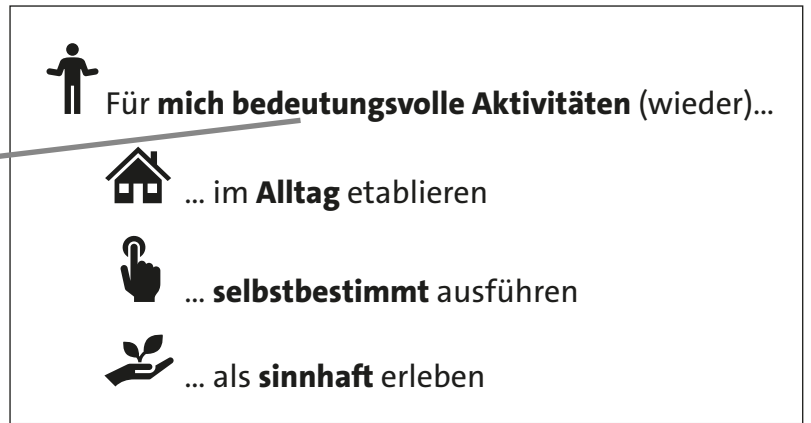 Für mich bedeutungsvolle Aktivitäten (wieder)...
... im Alltag etablieren
... selbstbestimmt ausführen
... als sinnhaft erleben